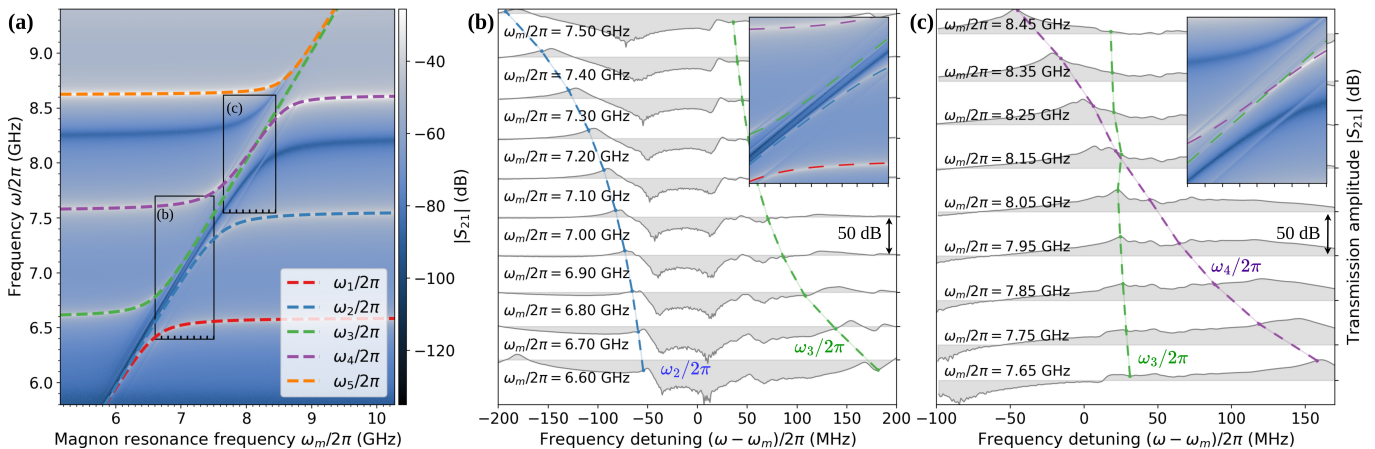 (a)
9.0
8.5
8.0
7.5
7.0
6.5
6.0
Frequency ω/2π (GHz)
(c)
(b)
ω₁/2π
ω₂/2π
ω₃/2π
ω₄/2π
ω₅/2π
6
7
8
9
10
Magnon resonance frequency ωₘ/2π (GHz)
−40
−60
−80
−100
−120
|S₂₁| (dB)
(b)
ωₘ/2π = 7.50 GHz
ωₘ/2π = 7.40 GHz
ωₘ/2π = 7.30 GHz
ωₘ/2π = 7.20 GHz
ωₘ/2π = 7.10 GHz
ωₘ/2π = 7.00 GHz
ωₘ/2π = 6.90 GHz
ωₘ/2π = 6.80 GHz
ωₘ/2π = 6.70 GHz
ωₘ/2π = 6.60 GHz
50 dB
ω₃/2π
ω₂/2π
−200
−150
−100
−50
0
50
100
150
200
Frequency detuning (ω − ωₘ)/2π (MHz)
(c)
ωₘ/2π = 8.45 GHz
ωₘ/2π = 8.35 GHz
ωₘ/2π = 8.25 GHz
ωₘ/2π = 8.15 GHz
ωₘ/2π = 8.05 GHz
ωₘ/2π = 7.95 GHz
ωₘ/2π = 7.85 GHz
ωₘ/2π = 7.75 GHz
ωₘ/2π = 7.65 GHz
50 dB
ω₄/2π
ω₃/2π
−100
−50
0
50
100
150
Frequency detuning (ω − ωₘ)/2π (MHz)
Transmission amplitude |S₂₁| (dB)